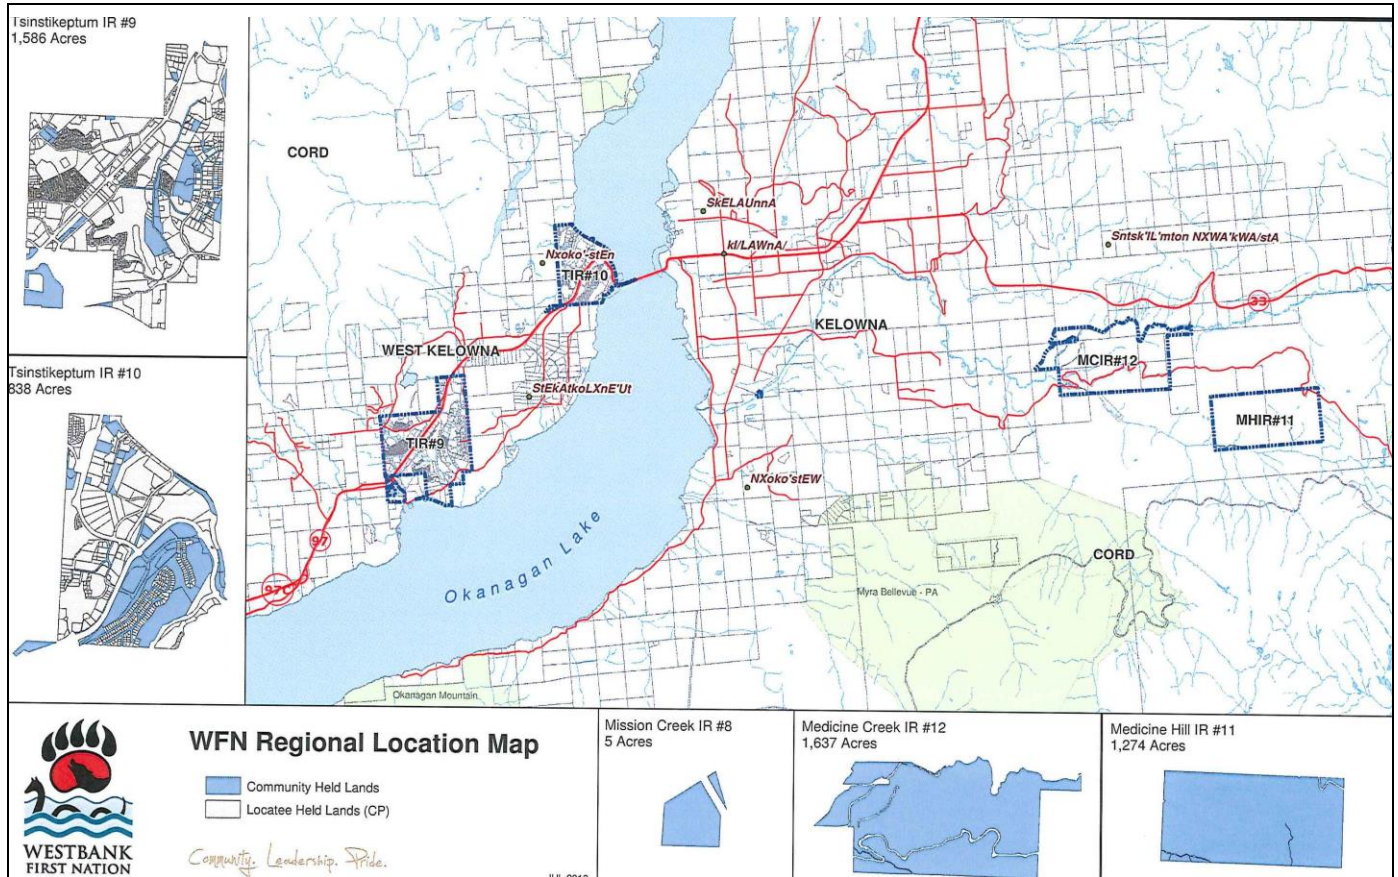 Tsinstikeptum IR #9
1,586 Acres
Tsinstikeptum IR #10
838 Acres
CORD
SkELAUnnA
kl/LAWnA/
Sntsk'IL'mton NXWA'kWA/stA
Nxoko'-stEn
TIR#10
33
KELOWNA
WEST KELOWNA
MCIR#12
StEkAtkoLXnE'Ut
MHIR#11
TIR#9
NXoko'stEW
97
Okanagan Lake
CORD
97C
Myra Bellevue - PA
Okanagan Mountain
WESTBANK
FIRST NATION
WFN Regional Location Map
Community Held Lands
Locatee Held Lands (CP)
Community. Leadership. Pride.
Mission Creek IR #8
5 Acres
Medicine Creek IR #12
1,637 Acres
Medicine Hill IR #11
1,274 Acres